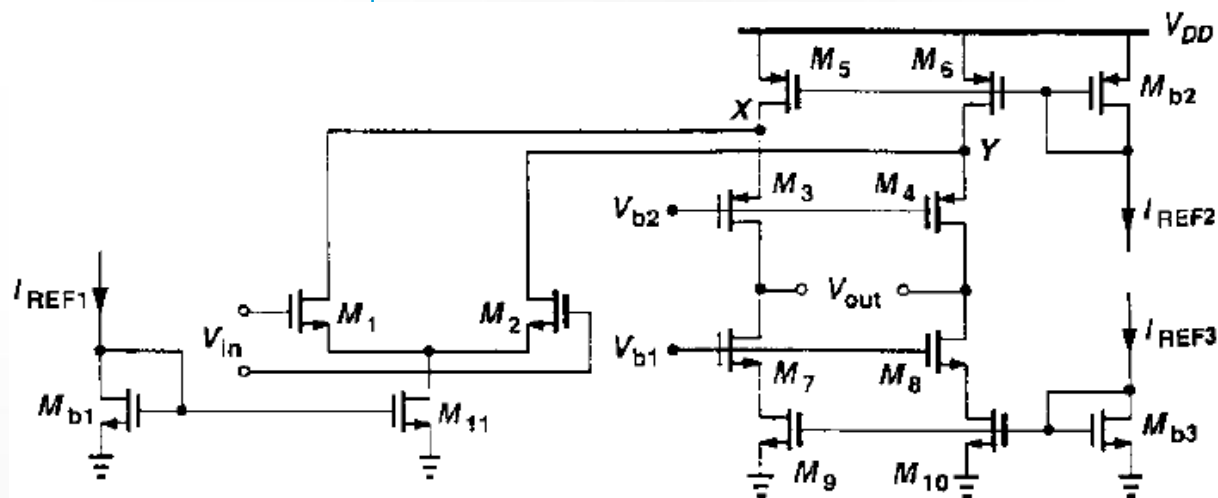 V_DD
M_5
M_6
M_b2
X
Y
M_3
M_4
V_b2
I_REF2
I_REF1
M_1
M_2
V_out
V_in
V_b1
I_REF3
M_7
M_8
M_b1
M_11
M_b3
M_9
M_10